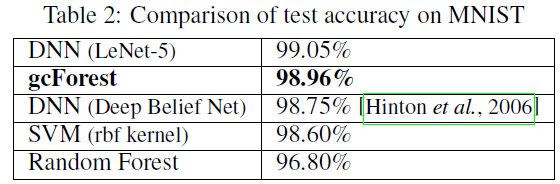 Table 2: Comparison of test accuracy on MNIST
DNN (LeNet-5) 99.05%
gcForest 98.96%
DNN (Deep Belief Net) 98.75% [Hinton et al., 2006]
SVM (rbf kernel) 98.60%
Random Forest 96.80%